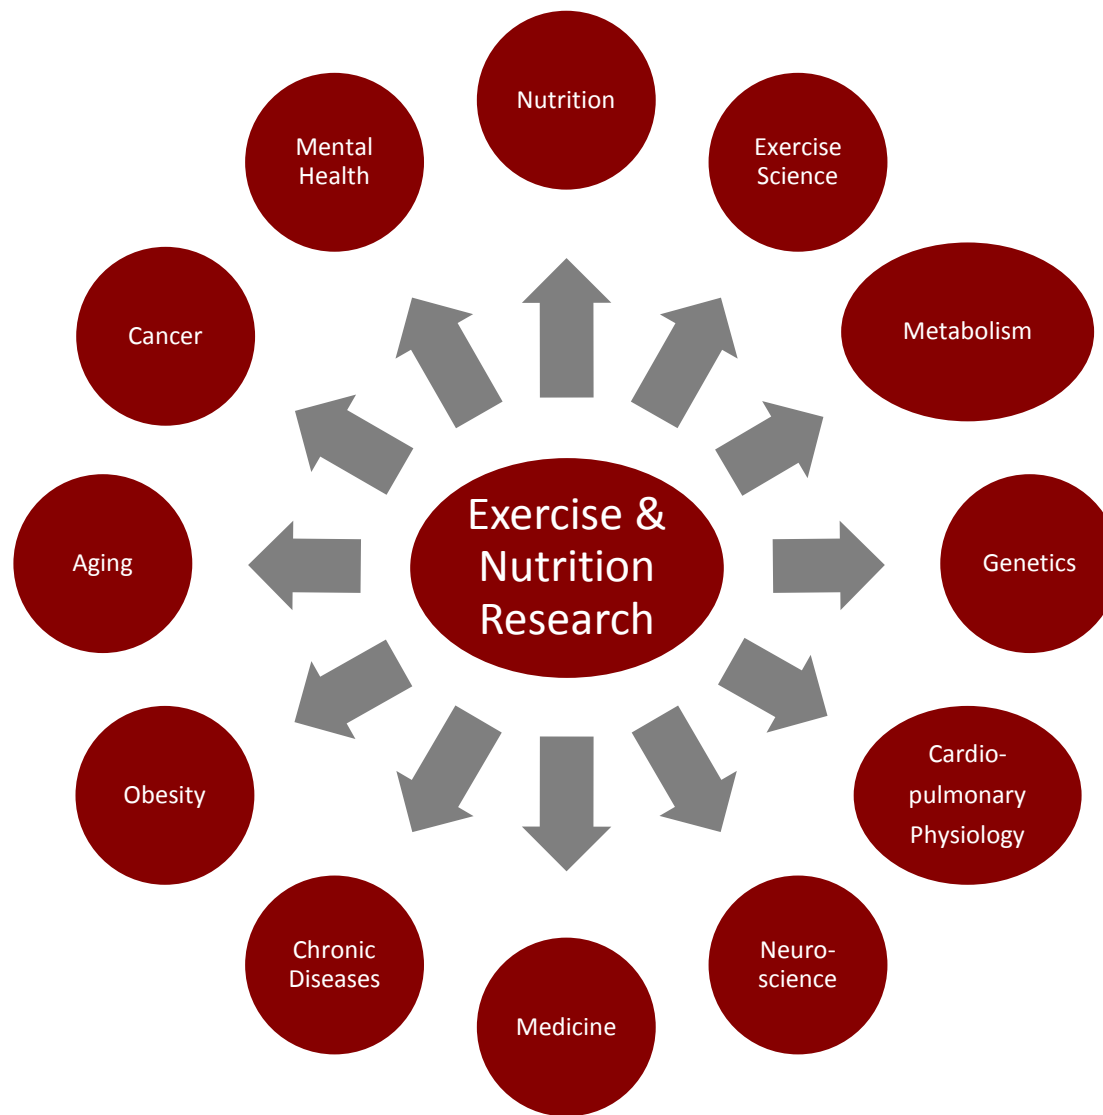 Nutrition
Exercise
Science
Metabolism
Genetics
Cardio-
pulmonary
Physiology
Neuro-
science
Medicine
Chronic
Diseases
Obesity
Aging
Cancer
Mental
Health
Exercise &
Nutrition
Research